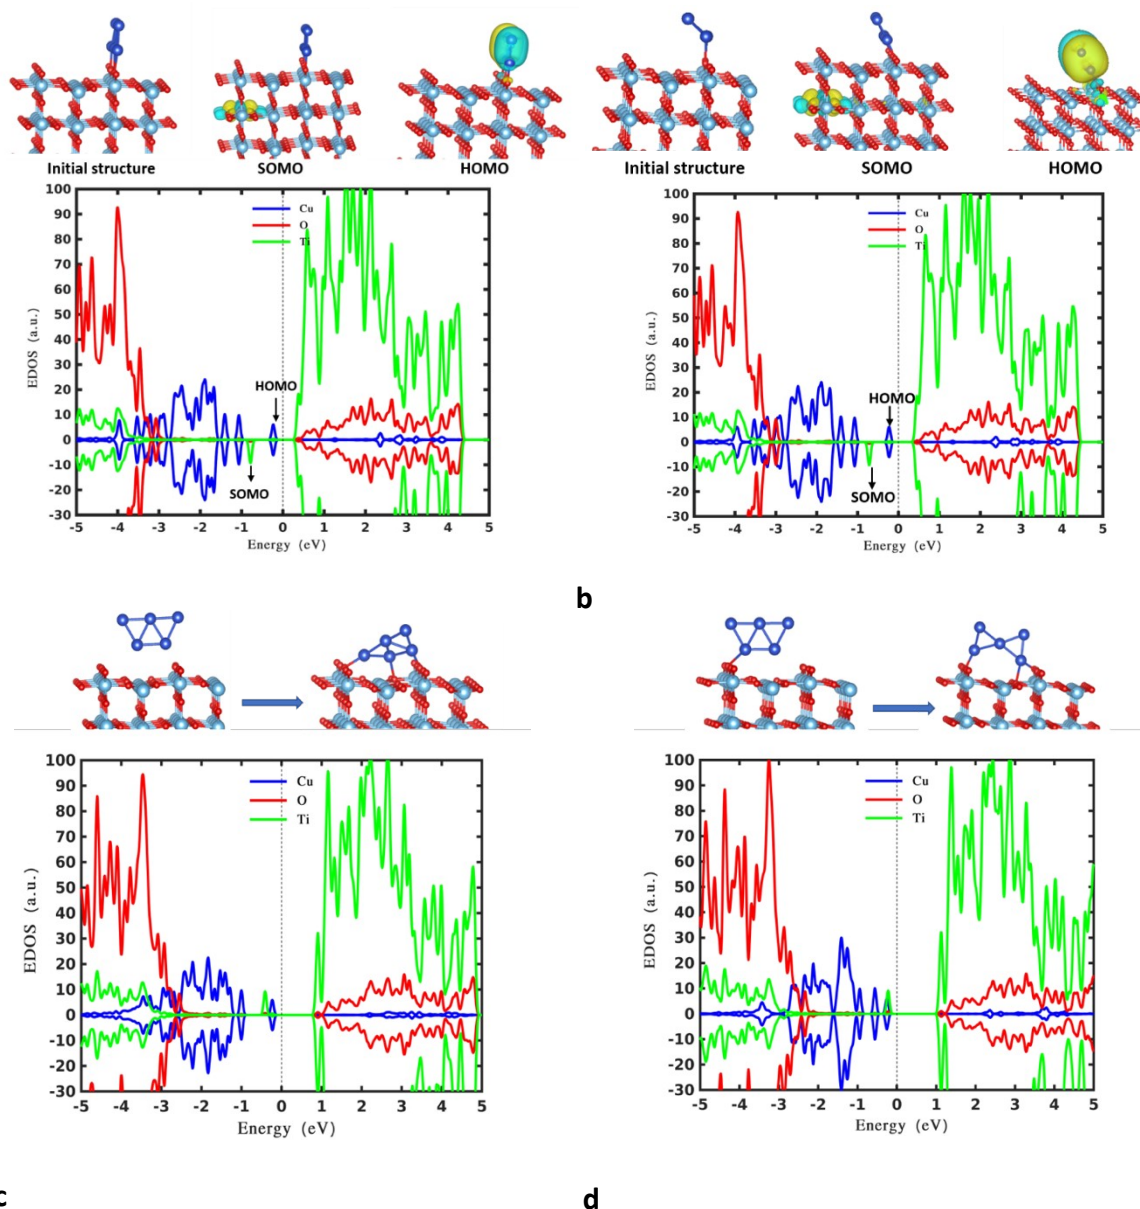 Initial structure SOMO HOMO
Initial structure SOMO HOMO
100
90
80
70
60
50
40
30
20
10
0
-10
-20
-30
EDOS (a.u.)
Cu
O
Ti
HOMO
SOMO
-5 -4 -3 -2 -1 0 1 2 3 4 5
Energy (eV)
100
90
80
70
60
50
40
30
20
10
0
-10
-20
-30
EDOS (a.u.)
Cu
O
Ti
HOMO
SOMO
-5 -4 -3 -2 -1 0 1 2 3 4 5
Energy (eV)
b
100
90
80
70
60
50
40
30
20
10
0
-10
-20
-30
EDOS (a.u.)
Cu
O
Ti
-5 -4 -3 -2 -1 0 1 2 3 4 5
Energy (eV)
100
90
80
70
60
50
40
30
20
10
0
-10
-20
-30
EDOS (a.u.)
Cu
O
Ti
-5 -4 -3 -2 -1 0 1 2 3 4 5
Energy (eV)
c
d